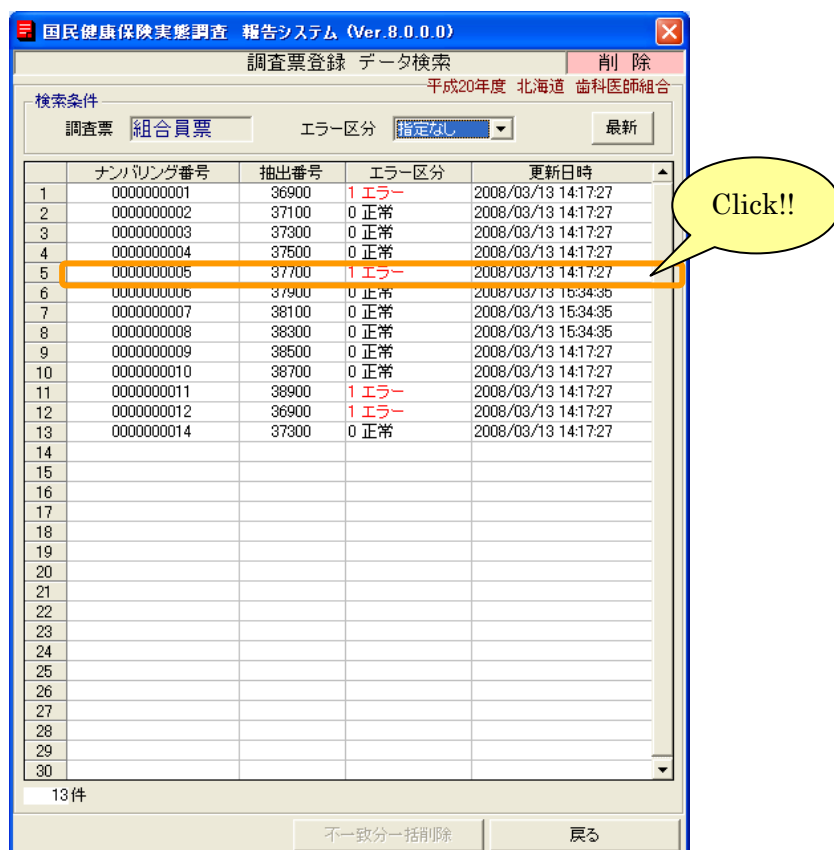 国民健康保険実態調査 報告システム (Ver.8.0.0.0)
調査票登録 データ検索 削 除
平成20年度 北海道 歯科医師組合
検索条件
調査票 組合員票 エラー区分 指定なし 最新
ナンバリング番号 抽出番号 エラー区分 更新日時
1 0000000001 36900 1 エラー 2008/03/13 14:17:27
2 0000000002 37100 0 正常 2008/03/13 14:17:27
3 0000000003 37300 0 正常 2008/03/13 14:17:27
4 0000000004 37500 0 正常 2008/03/13 14:17:27
5 0000000005 37700 1 エラー 2008/03/13 14:17:27
6 0000000006 37900 0 正常 2008/03/13 15:34:35
7 0000000007 38100 0 正常 2008/03/13 15:34:35
8 0000000008 38300 0 正常 2008/03/13 15:34:35
9 0000000009 38500 0 正常 2008/03/13 14:17:27
10 0000000010 38700 0 正常 2008/03/13 14:17:27
11 0000000011 38900 1 エラー 2008/03/13 14:17:27
12 0000000012 36900 1 エラー 2008/03/13 14:17:27
13 0000000014 37300 0 正常 2008/03/13 14:17:27
14
15
16
17
18
19
20
21
22
23
24
25
26
27
28
29
30
13件
不一致分一括削除 戻る
Click!!